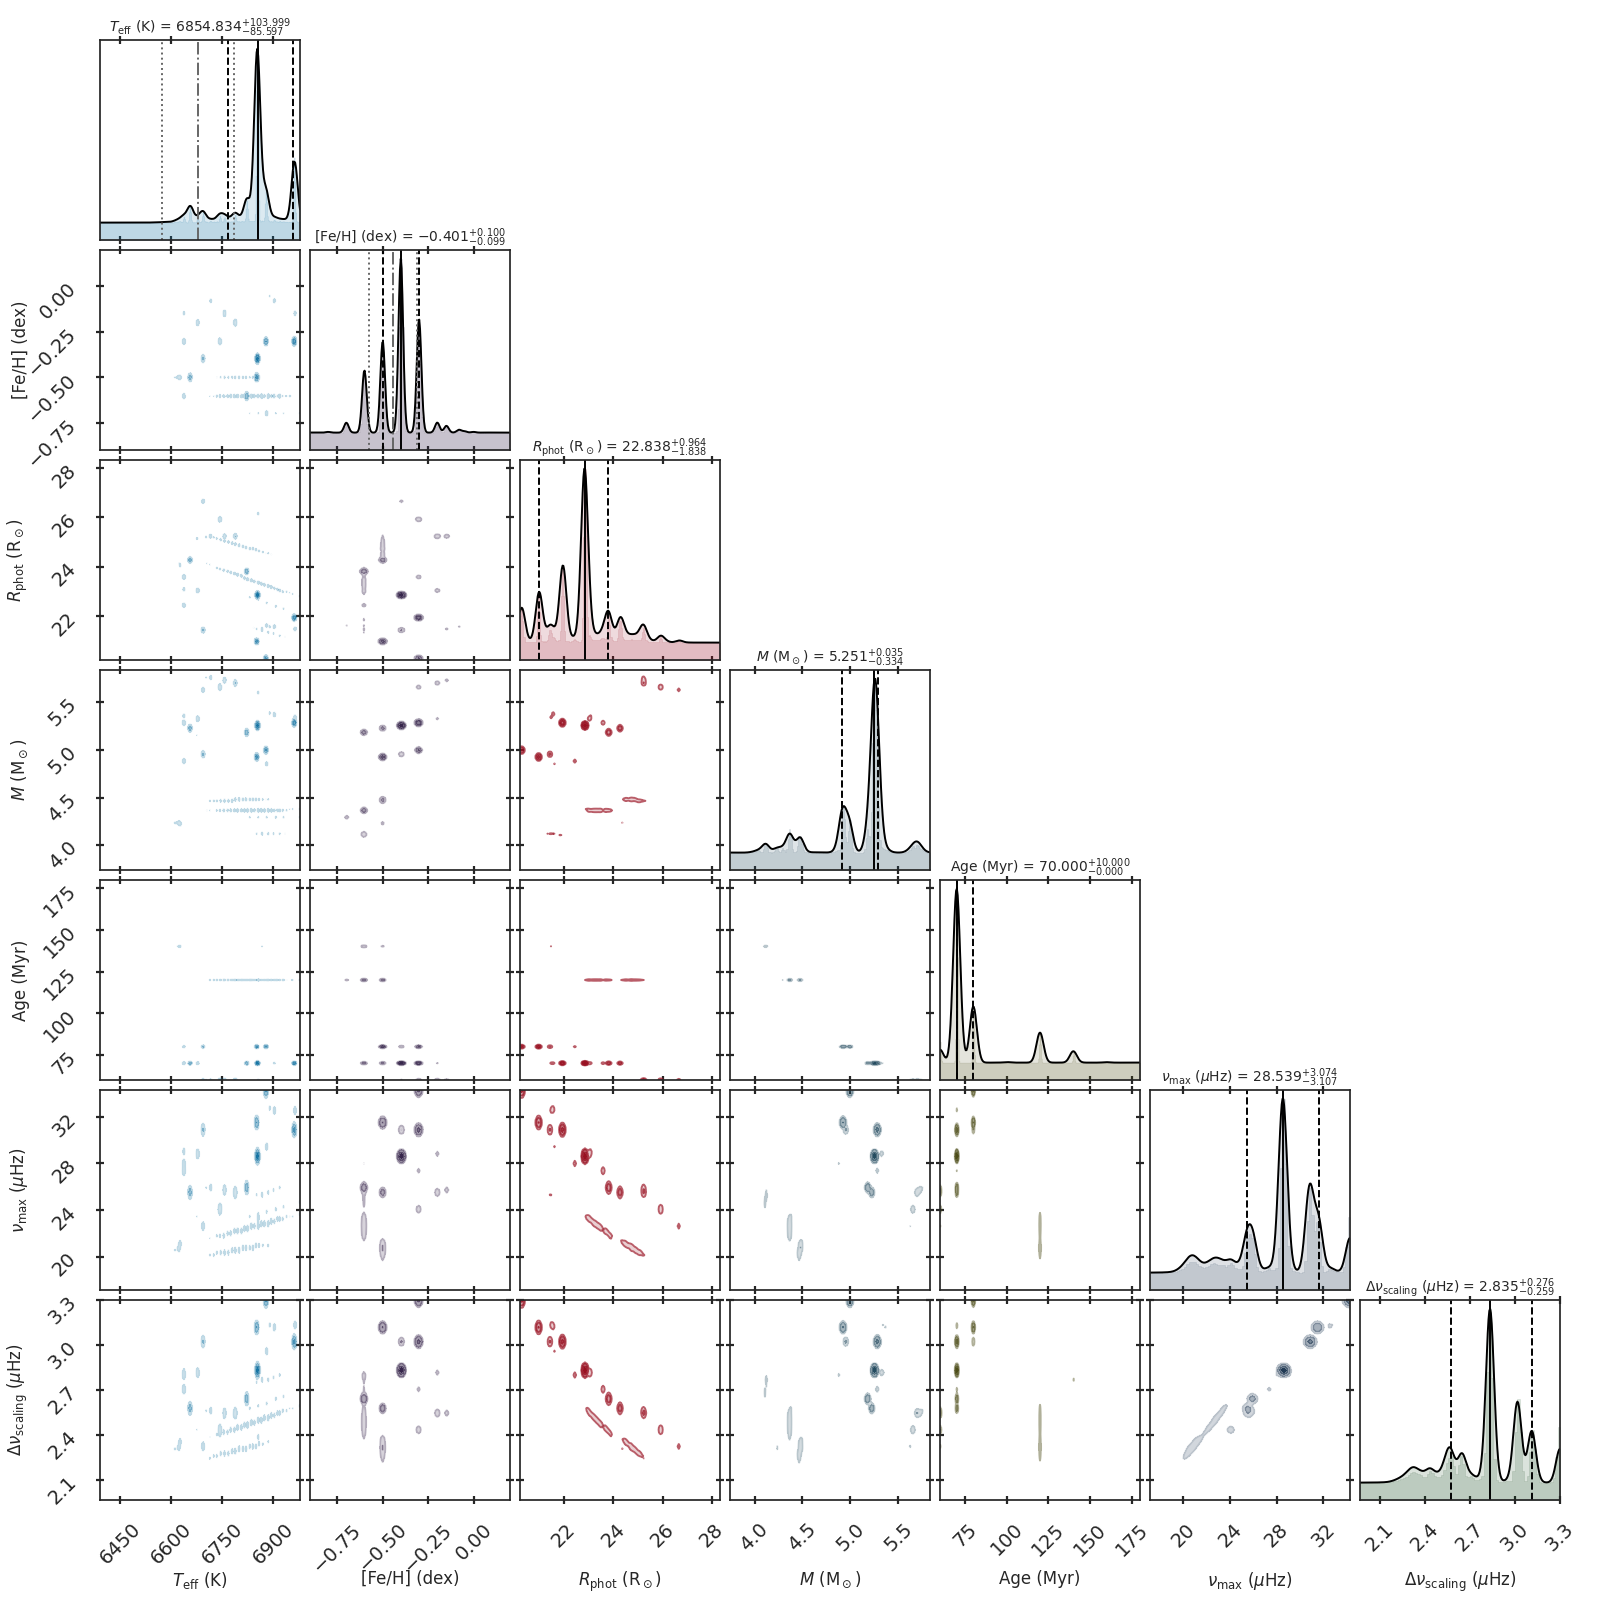 T_eff (K) = 6854.834 +103.999 −85.597
[Fe/H] (dex) = −0.401 +0.100 −0.099
[Fe/H] (dex)
0.00
−0.25
−0.50
−0.75
R_phot (R⊙) = 22.838 +0.964 −1.838
R_phot (R⊙)
28
26
24
22
M (M⊙) = 5.251 +0.035 −0.334
M (M⊙)
5.5
5.0
4.5
4.0
Age (Myr) = 70.000 +10.000 −0.000
Age (Myr)
175
150
125
100
75
ν_max (μHz) = 28.539 +3.074 −3.107
ν_max (μHz)
32
28
24
20
Δν_scaling (μHz) = 2.835 +0.276 −0.259
Δν_scaling (μHz)
3.3
3.0
2.7
2.4
2.1
6450 6600 6750 6900 −0.75 −0.50 −0.25 0.00 22 24 26 28 4.0 4.5 5.0 5.5 75 100 125 150 175 20 24 28 32 2.1 2.4 2.7 3.0 3.3
T_eff (K) [Fe/H] (dex) R_phot (R⊙) M (M⊙) Age (Myr) ν_max (μHz) Δν_scaling (μHz)